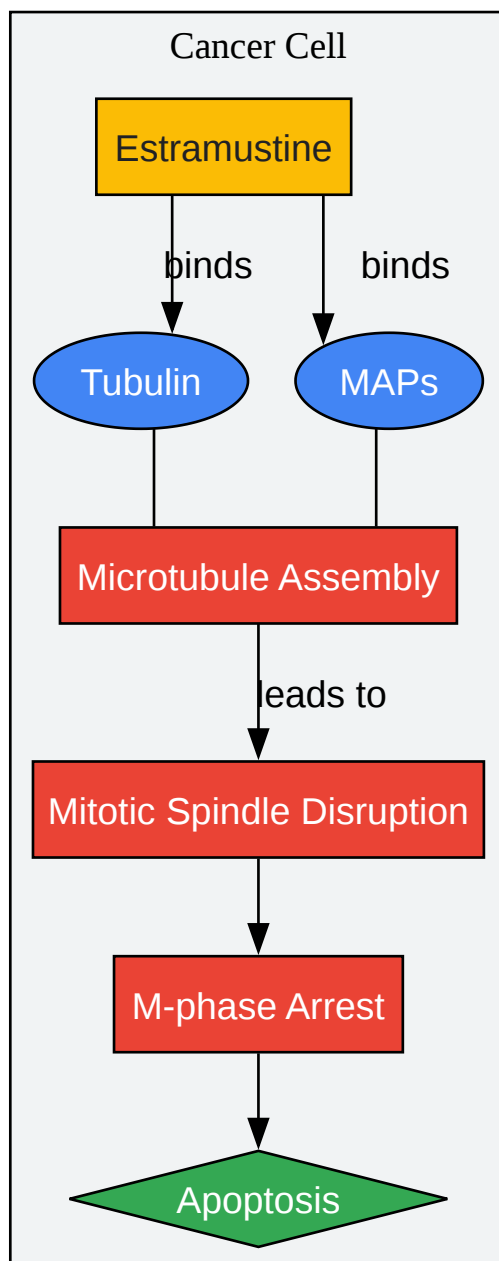 Cancer Cell
Estramustine
binds binds
Tubulin MAPs
Microtubule Assembly
leads to
Mitotic Spindle Disruption
M-phase Arrest
Apoptosis